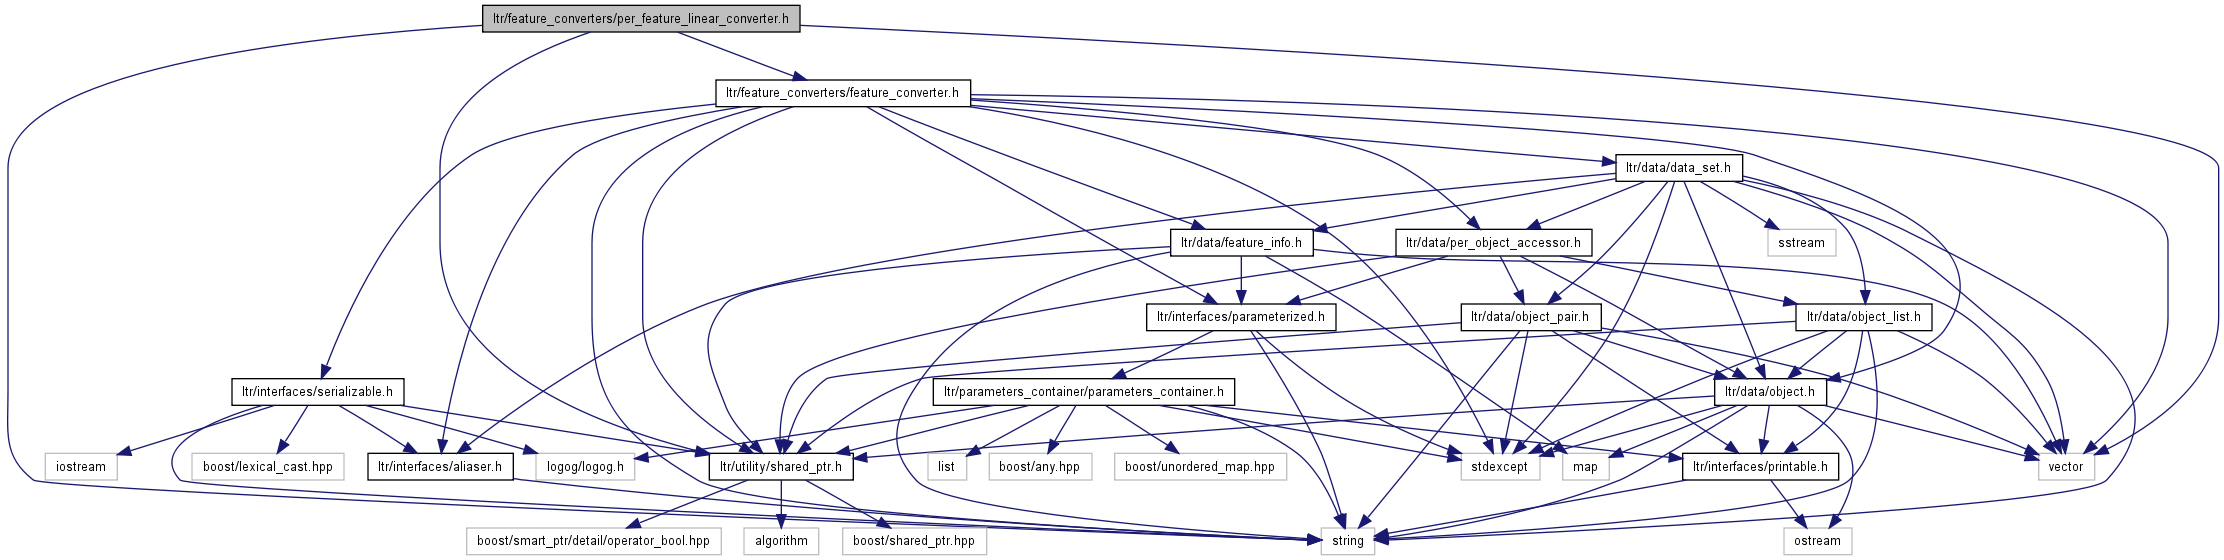 ltr/feature_converters/per_feature_linear_converter.h
ltr/feature_converters/feature_converter.h
ltr/data/data_set.h
ltr/data/feature_info.h
ltr/data/per_object_accessor.h
sstream
ltr/interfaces/parameterized.h
ltr/data/object_pair.h
ltr/data/object_list.h
ltr/interfaces/serializable.h
ltr/parameters_container/parameters_container.h
ltr/data/object.h
iostream
boost/lexical_cast.hpp
ltr/interfaces/aliaser.h
logog/logog.h
ltr/utility/shared_ptr.h
list
boost/any.hpp
boost/unordered_map.hpp
stdexcept
map
ltr/interfaces/printable.h
vector
boost/smart_ptr/detail/operator_bool.hpp
algorithm
boost/shared_ptr.hpp
string
ostream